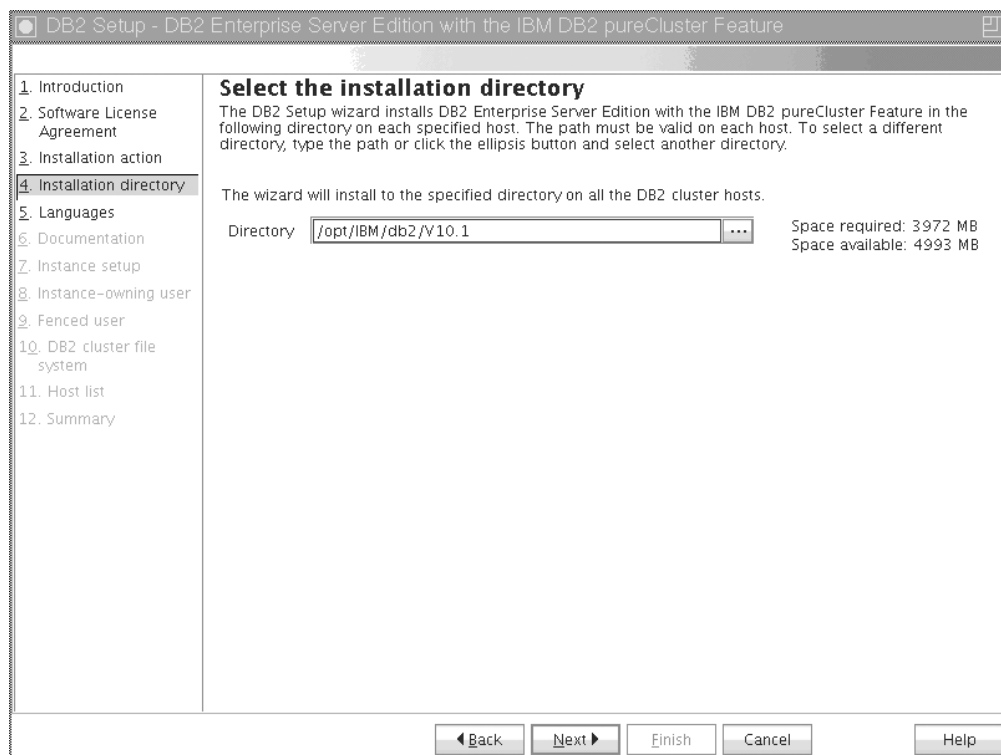 DB2 Setup - DB2 Enterprise Server Edition with the IBM DB2 pureCluster Feature
1. Introduction
2. Software License
Agreement
3. Installation action
4. Installation directory
5. Languages
6. Documentation
7. Instance setup
8. Instance-owning user
9. Fenced user
10. DB2 cluster file
system
11. Host list
12. Summary
Select the installation directory
The DB2 Setup wizard installs DB2 Enterprise Server Edition with the IBM DB2 pureCluster Feature in the
following directory on each specified host. The path must be valid on each host. To select a different
directory, type the path or click the ellipsis button and select another directory.
The wizard will install to the specified directory on all the DB2 cluster hosts.
Directory /opt/IBM/db2/V10.1 ...
Space required: 3972 MB
Space available: 4993 MB
Back Next Finish Cancel Help